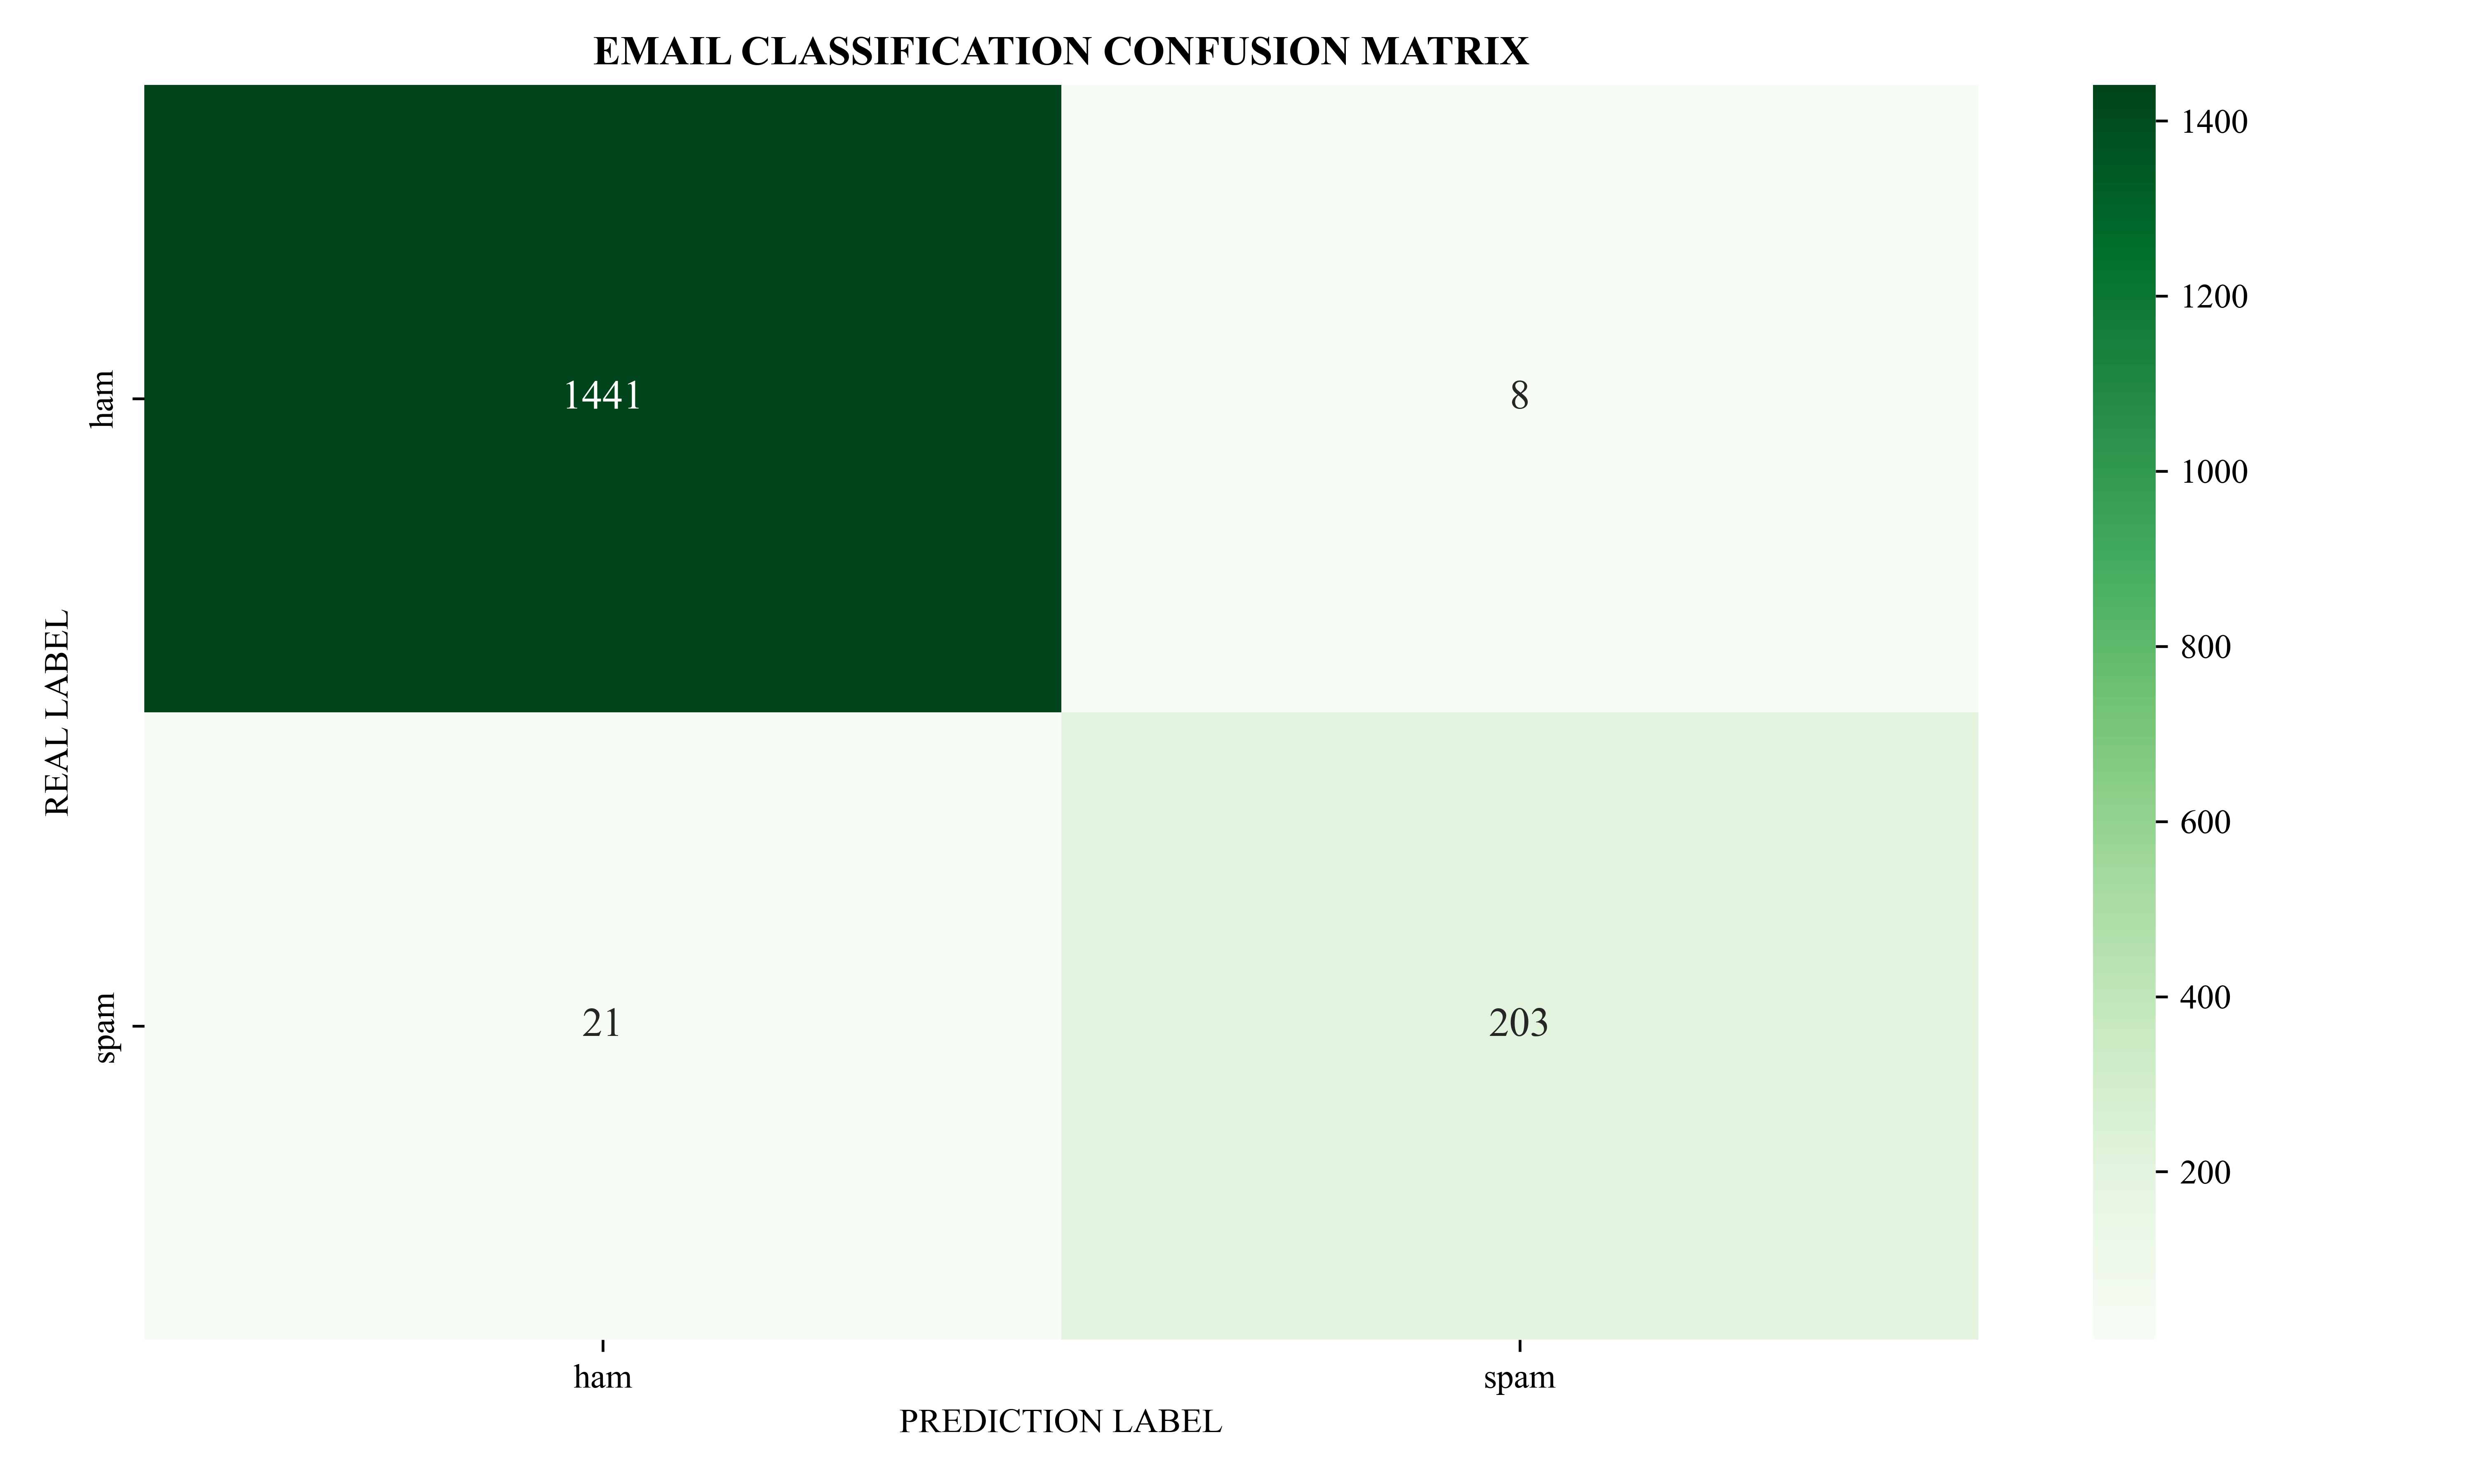 EMAIL CLASSIFICATION CONFUSION MATRIX
1400
1200
1000
800
600
400
200
REAL LABEL
ham
1441
8
spam
21
203
ham
spam
PREDICTION LABEL